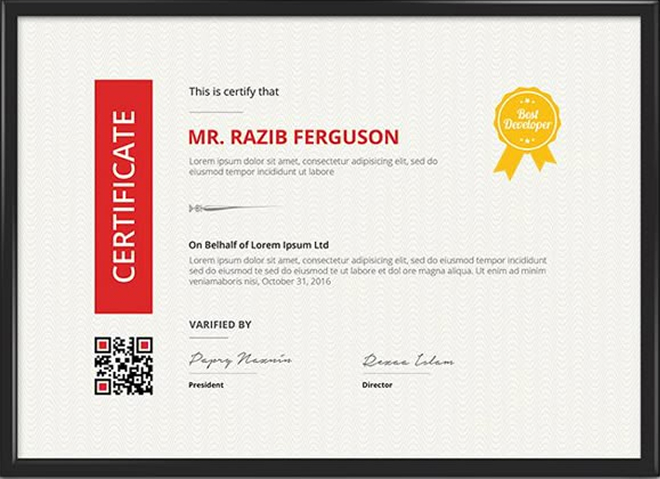 CERTIFICATE
This is certify that
MR. RAZIB FERGUSON
Lorem ipsum dolor sit amet, consectetur adipisicing elit, sed do
eiusmod tempor incididunt ut labore
Best
Developer
On Belhalf of Lorem Ipsum Ltd
Lorem ipsum dolor sit amet, consectetur adipisicing elit, sed do eiusmod tempor incididunt
sed do eiusmod te sed do eiusmod te ut labore et dol ore magna aliqua. Ut enim ad minim
veniamaboris nisi, October 31, 2016
VARIFIED BY
Papry Naznin
Rezaa Islam
President
Director